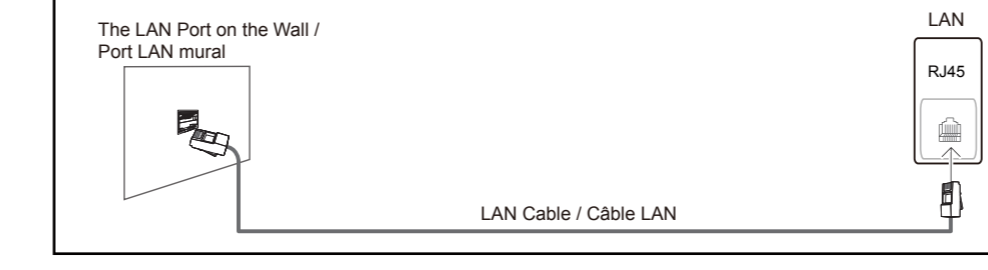 The LAN Port on the Wall /
Port LAN mural
LAN
RJ45
LAN Cable / Câble LAN